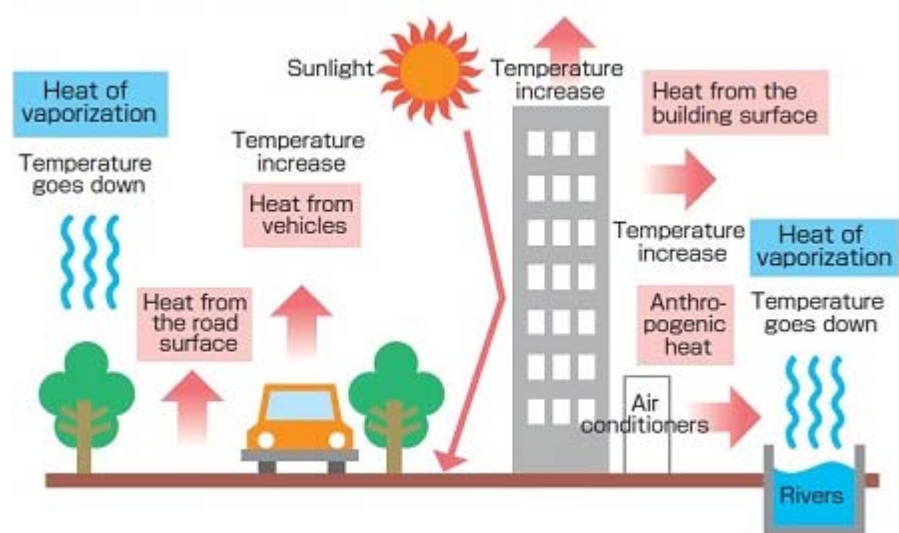 Sunlight
Temperature
increase
Heat of
vaporization
Temperature
goes down
Temperature
increase
Heat from
vehicles
Heat from
the road
surface
Heat from the
building surface
Temperature
increase
Heat of
vaporization
Anthro-
pogenic
heat
Temperature
goes down
Air
conditioners
Rivers